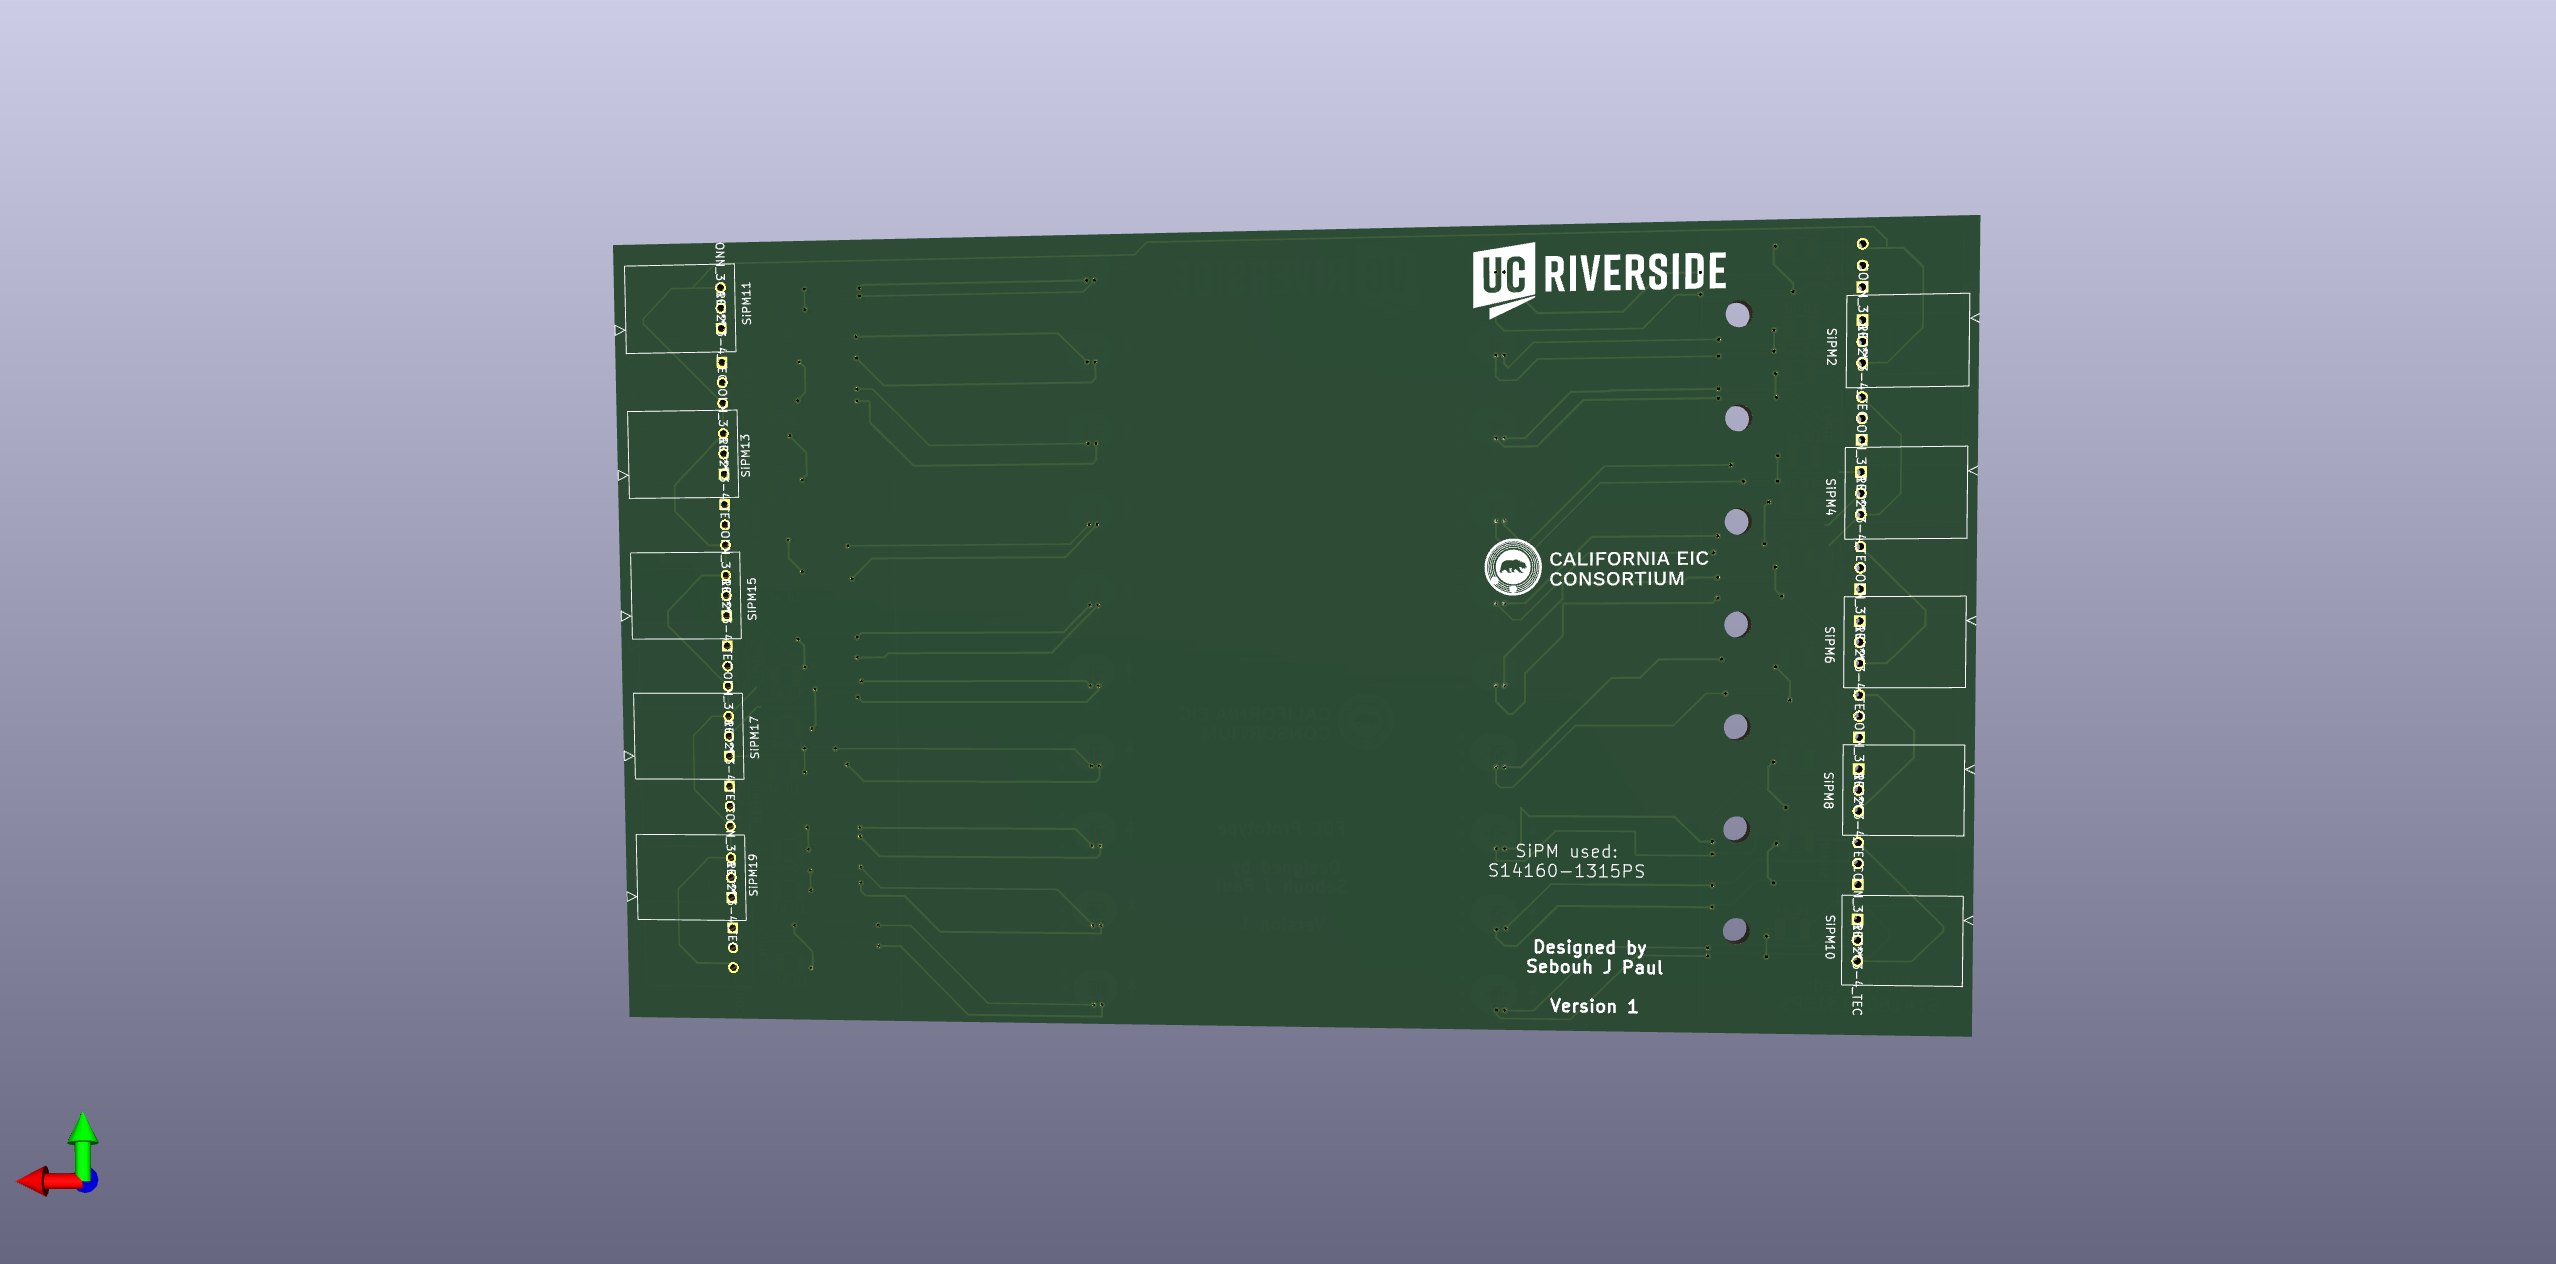 UC RIVERSIDE
SiPM11
SiPM2
SiPM13
SiPM4
CALIFORNIA EIC
CONSORTIUM
SiPM15
SiPM6
SiPM17
SiPM8
SiPM used:
S14160-1315PS
SiPM19
SiPM10
Designed by
Sebouh J Paul
Version 1